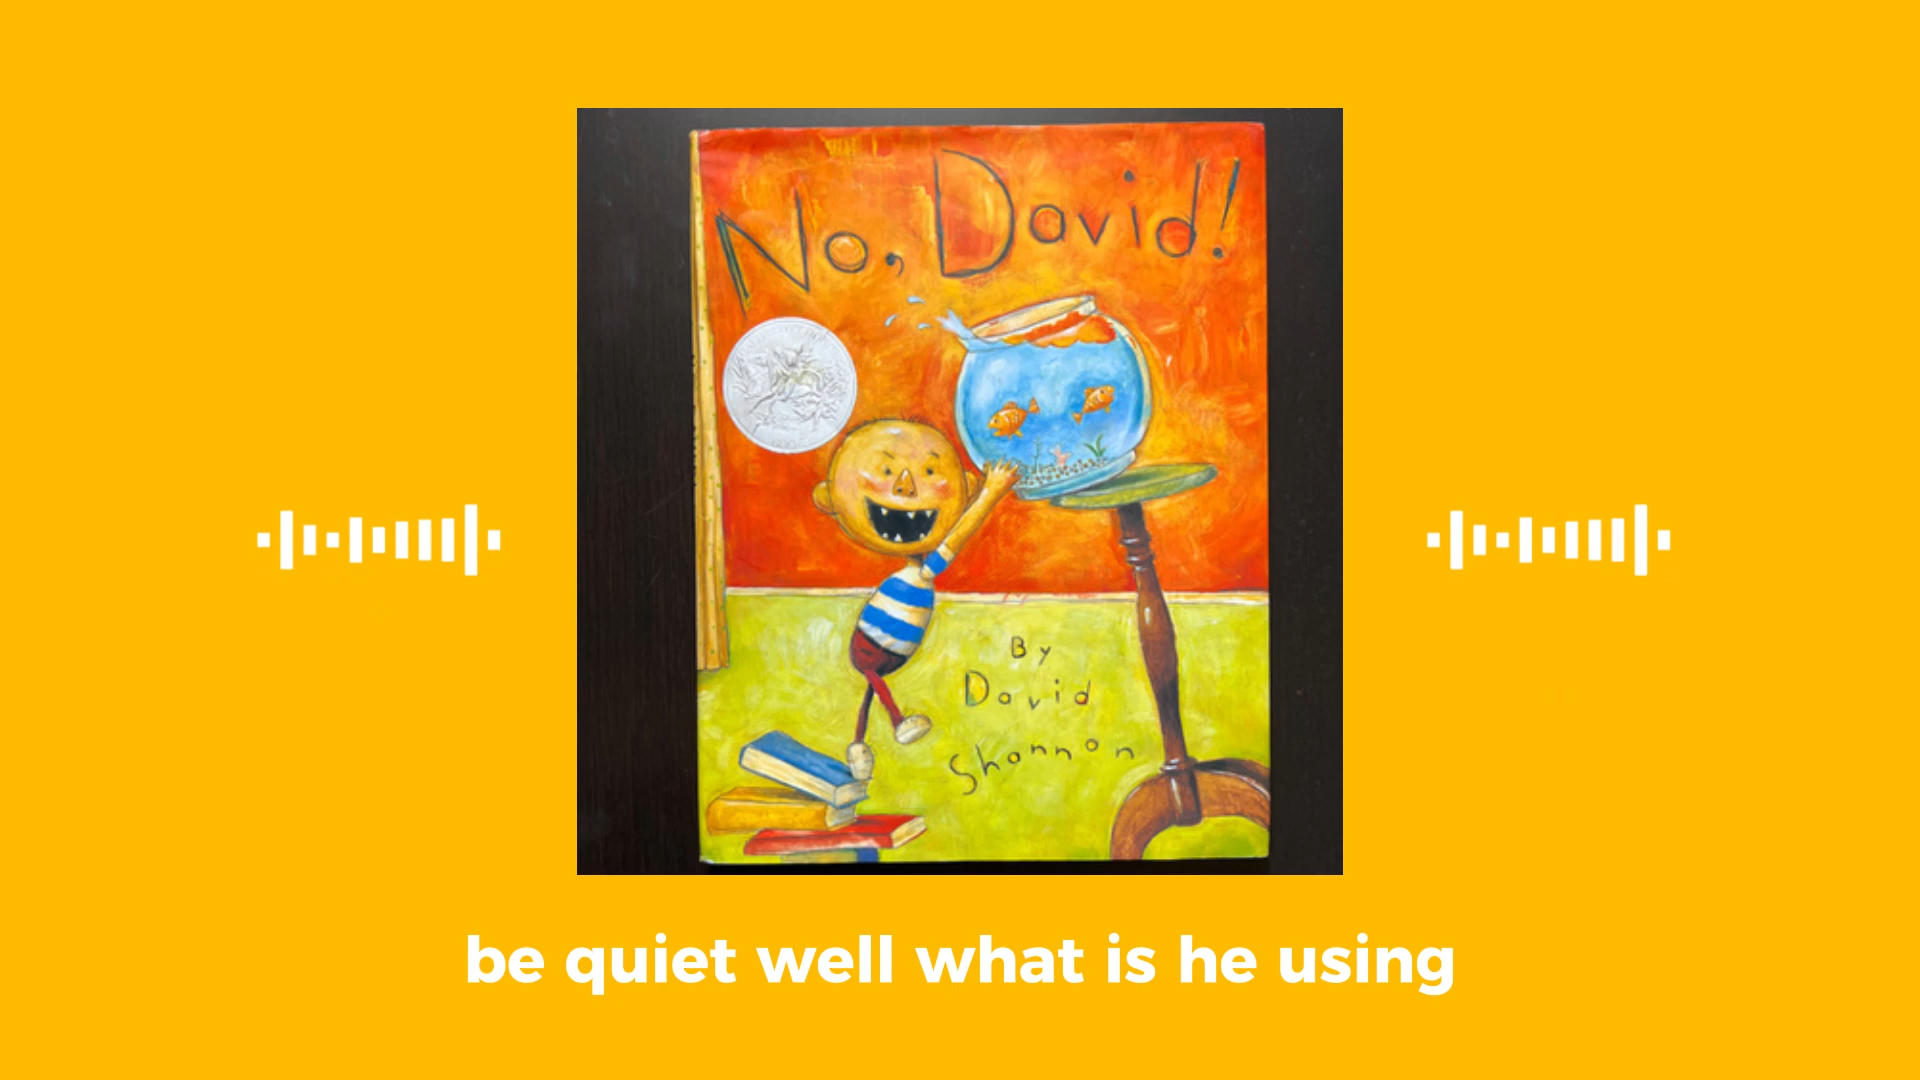 No, David!
By
David
Shannon
be quiet well what is he using